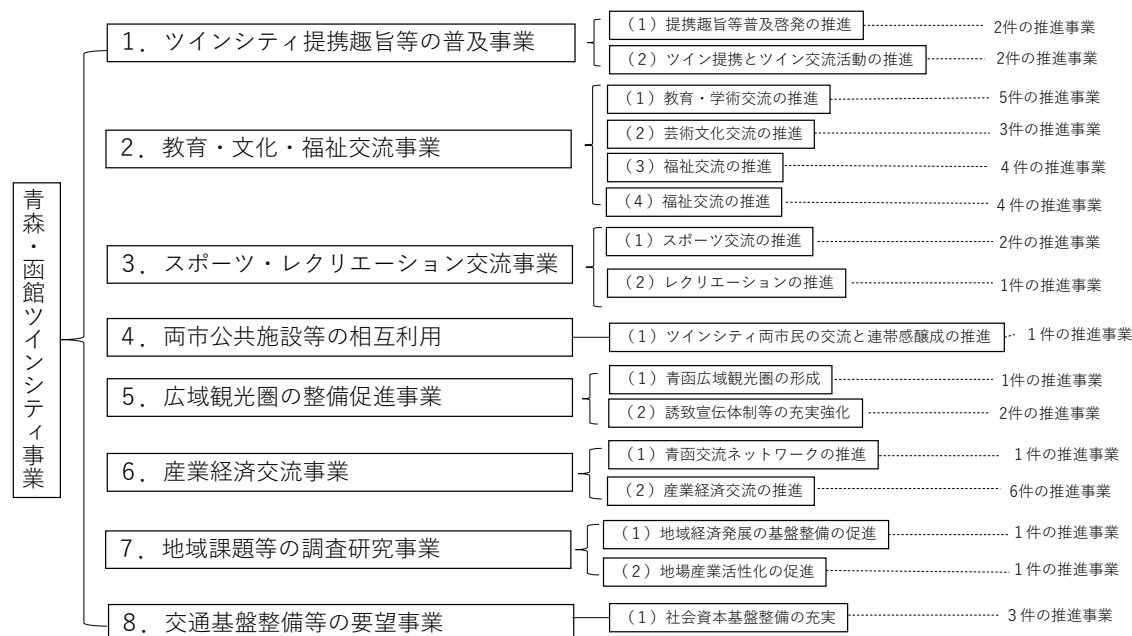 青森・函館ツインシティ事業
1．ツインシティ提携趣旨等の普及事業
（1）提携趣旨等普及啓発の推進
2件の推進事業
（2）ツイン提携とツイン交流活動の推進
2件の推進事業
2．教育・文化・福祉交流事業
（1）教育・学術交流の推進
5件の推進事業
（2）芸術文化交流の推進
3件の推進事業
（3）福祉交流の推進
4件の推進事業
（4）福祉交流の推進
4件の推進事業
3．スポーツ・レクリエーション交流事業
（1）スポーツ交流の推進
2件の推進事業
（2）レクリエーションの推進
1件の推進事業
4．両市公共施設等の相互利用
（1）ツインシティ両市民の交流と連帯感醸成の推進
1件の推進事業
5．広域観光圏の整備促進事業
（1）青函広域観光圏の形成
1件の推進事業
（2）誘致宣伝体制等の充実強化
2件の推進事業
6．産業経済交流事業
（1）青函交流ネットワークの推進
1件の推進事業
（2）産業経済交流の推進
6件の推進事業
7．地域課題等の調査研究事業
（1）地域経済発展の基盤整備の促進
1件の推進事業
（2）地場産業活性化の促進
1件の推進事業
8．交通基盤整備等の要望事業
（1）社会資本基盤整備の充実
3件の推進事業